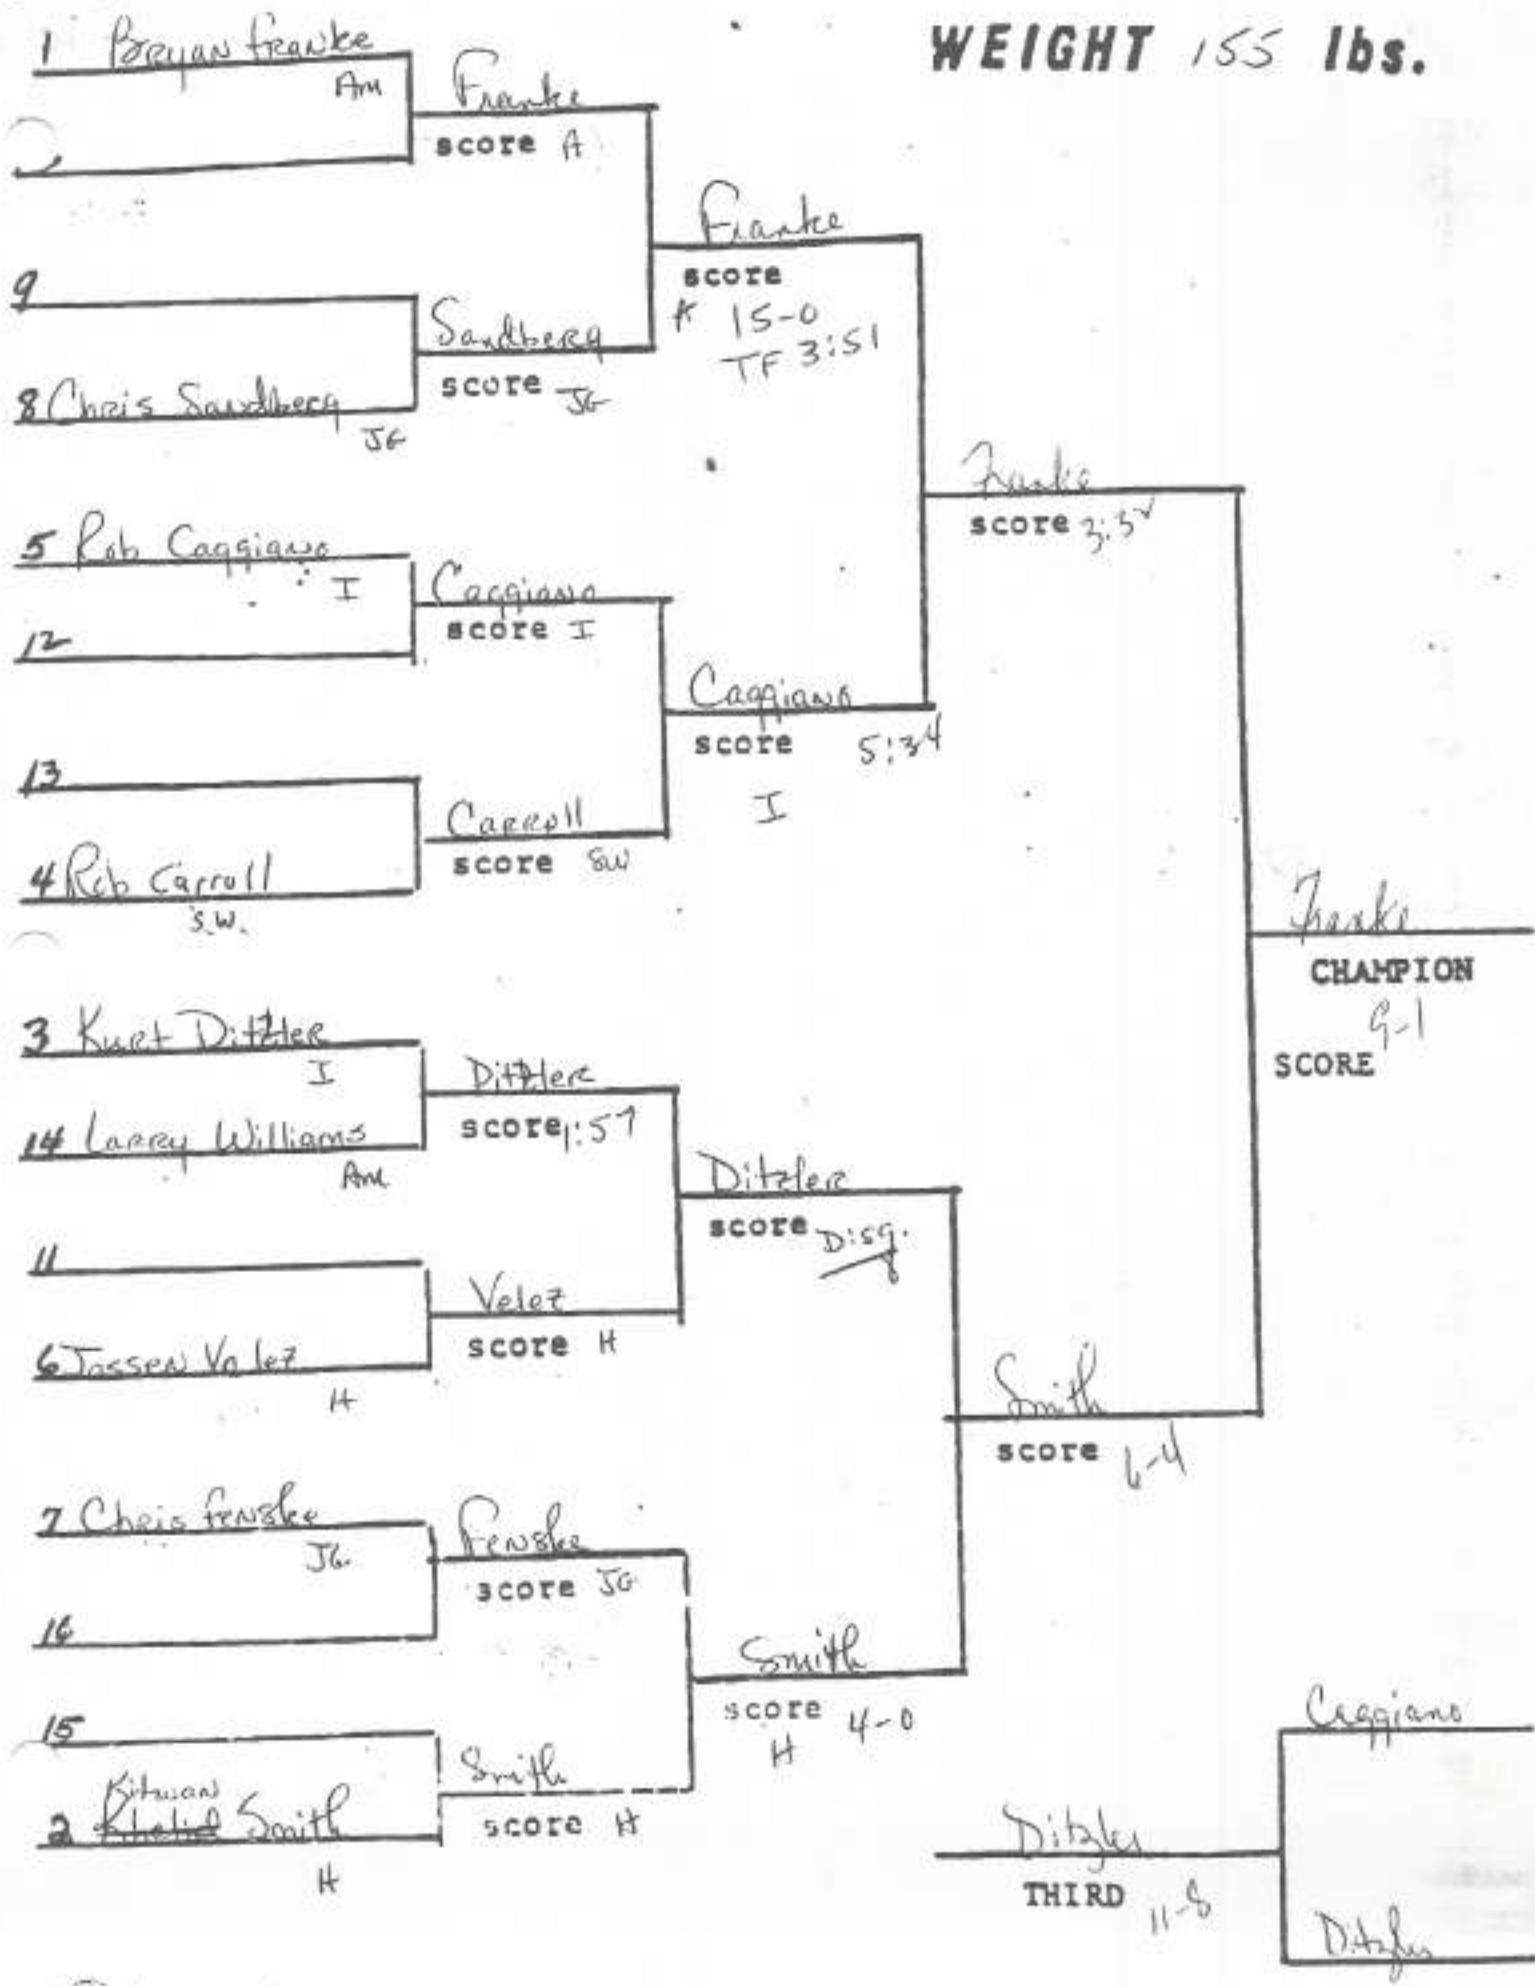 WEIGHT 155 lbs.
1 Bryan Franke
Am
Franke
score A
Franke
score
A 15-0
TF 3:51
9
Sandberg
score JG
8 Chris Sandberg
JG
Franke
score 3:32
5 Rob Caggiano
I
Caggiano
score I
12
Caggiano
score 5:34
I
13
Carroll
score SW
4 Rob Carroll
S.W.
Franke
CHAMPION
9-1
SCORE
3 Kurt Ditzler
I
Ditzler
score 1:57
14 Larry Williams
Am
Ditzler
score Disq.
11
Velez
score H
6 Jossen Velez
H
Smith
score 6-4
7 Chris Fenske
JG
Fenske
score JG
16
Smith
score 4-0
H
15
Smith
score H
Kitwan
2 Khalid Smith
H
Caggiano
Ditzler
THIRD 11-8
Ditzler